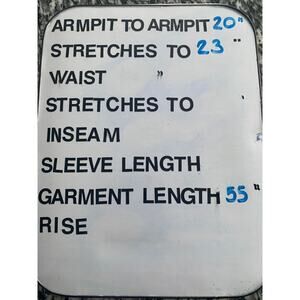 ARMPIT TO ARMPIT 20"
STRETCHES TO 23"
WAIST "
STRETCHES TO
INSEAM
SLEEVE LENGTH
GARMENT LENGTH 55"
RISE